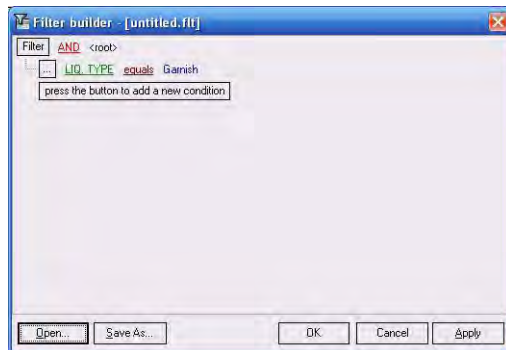 Filter builder - [untitled.flt]
Filter AND <root>
... LIQ. TYPE equals Garnish
press the button to add a new condition
Open... Save As... OK Cancel Apply